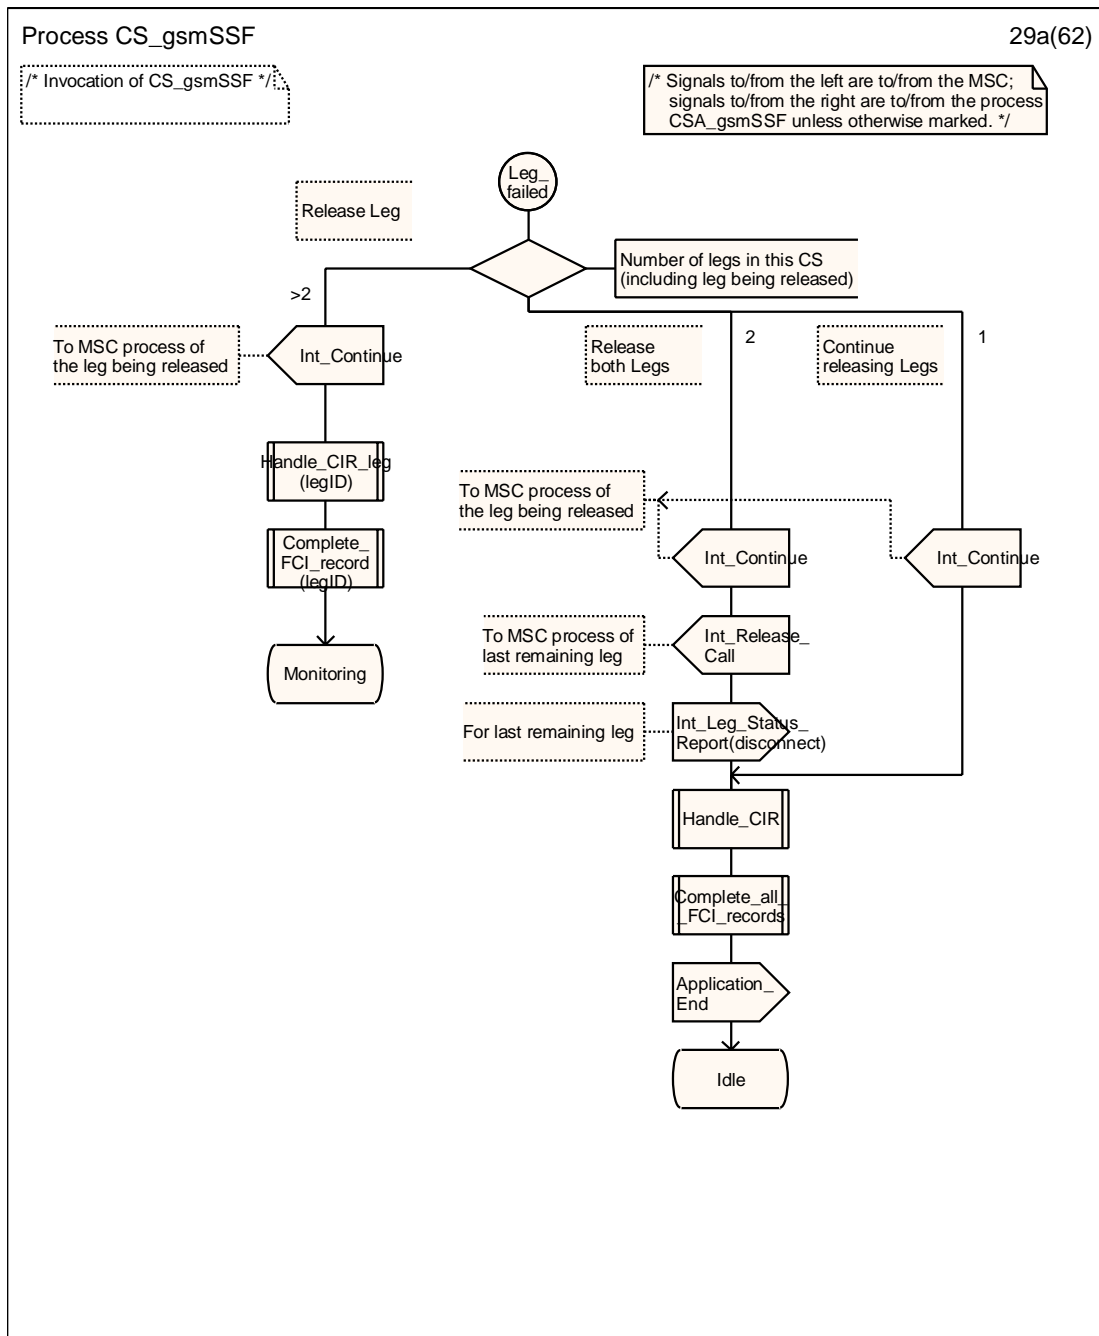 Process CS_gsmSSF
29a(62)
/* Invocation of CS_gsmSSF */
/* Signals to/from the left are to/from the MSC;
signals to/from the right are to/from the process
CSA_gsmSSF unless otherwise marked. */
Leg_
failed
Release Leg
Number of legs in this CS
(including leg being released)
>2
2
1
To MSC process of
the leg being released
Int_Continue
Release
both Legs
Continue
releasing Legs
Handle_CIR_leg
(legID)
To MSC process of
the leg being released
Complete_
FCI_record
(legID)
Int_Continue
Int_Continue
To MSC process of
last remaining leg
Int_Release_
Call
Monitoring
For last remaining leg
Int_Leg_Status_
Report(disconnect)
Handle_CIR
Complete_all_
_FCI_records
Application_
End
Idle